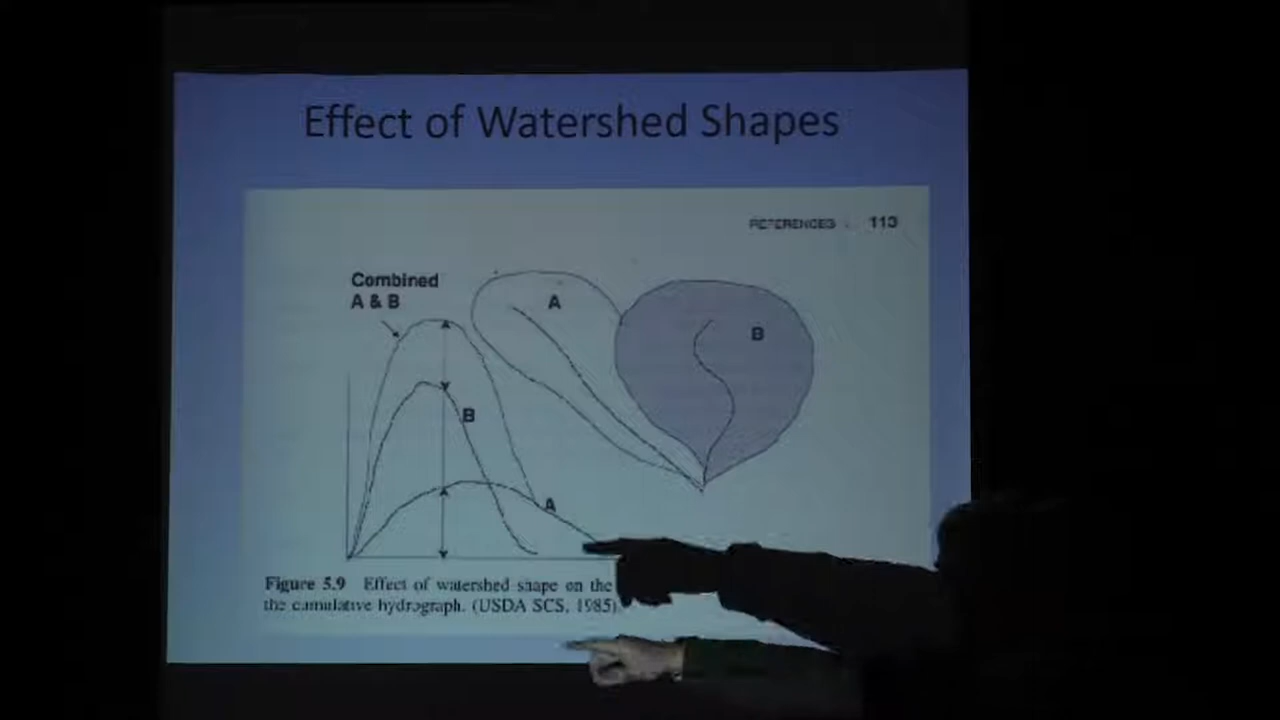 Effect of Watershed Shapes
REFERENCES 113
Combined
A & B
A
B
B
A
Figure 5.9 Effect of watershed shape on the
the cumulative hydrograph. (USDA SCS, 1985)